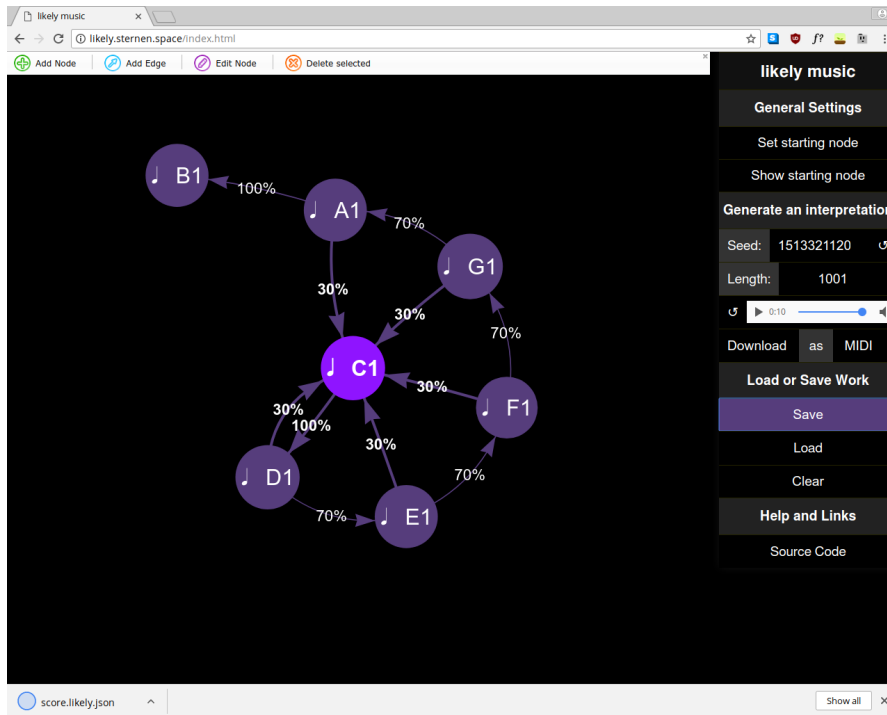 likely music
likely.sternen.space/index.html
f?
Add Node
Add Edge
Edit Node
Delete selected
♩ B1
100%
♩ A1
70%
♩ G1
30%
30%
70%
♩ C1
30%
♩ F1
30%
100%
30%
♩ D1
70%
70%
♩ E1
likely music
General Settings
Set starting node
Show starting node
Generate an interpretation
Seed: 1513321120
Length: 1001
0:10
Download as MIDI
Load or Save Work
Save
Load
Clear
Help and Links
Source Code
score.likely.json
Show all